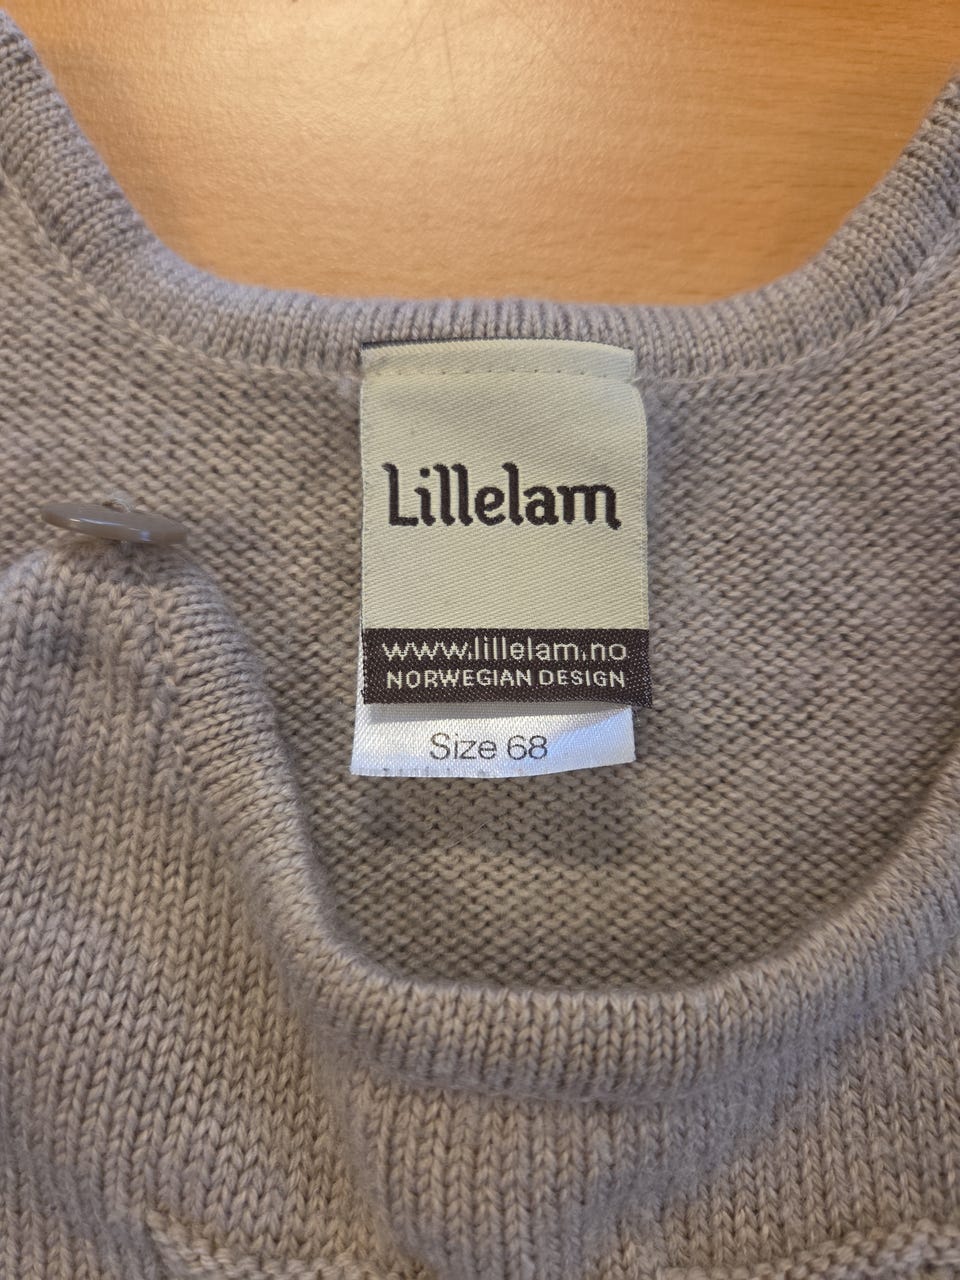 Lillelam
www.lillelam.no
NORWEGIAN DESIGN
Size 68